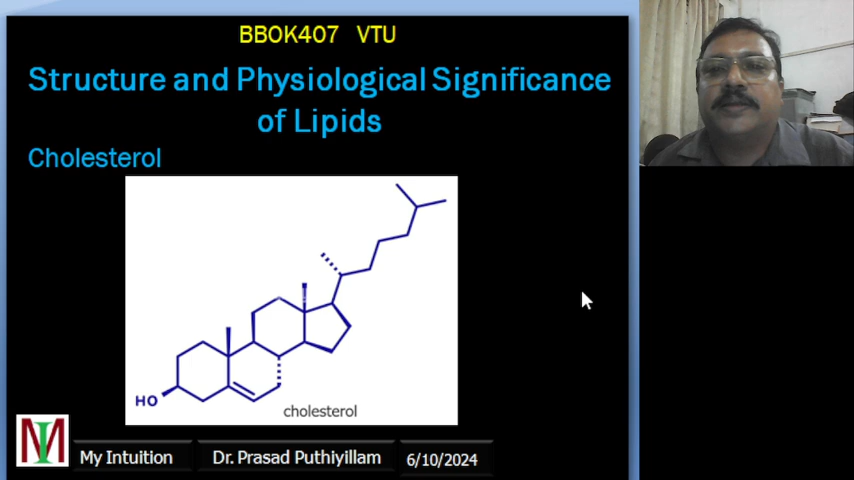 BBOK407 VTU
Structure and Physiological Significance
of Lipids
Cholesterol
HO
cholesterol
MI
My Intuition
Dr. Prasad Puthiyillam
6/10/2024